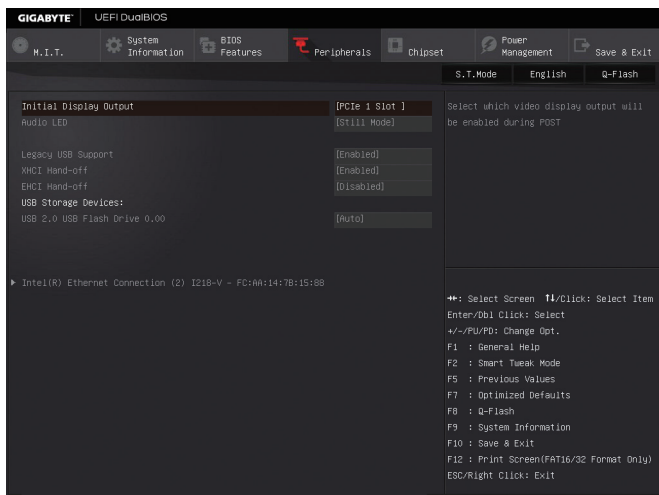 GIGABYTE™ UEFI DualBIOS
M.I.T.
System Information
BIOS Features
Peripherals
Chipset
Power Management
Save & Exit
S.T.Mode English Q-Flash
Initial Display Output [PCIe 1 Slot ]
Audio LED [Still Mode]
Legacy USB Support [Enabled]
XHCI Hand-off [Enabled]
EHCI Hand-off [Disabled]
USB Storage Devices:
USB 2.0 USB Flash Drive 0.00 [Auto]
Intel(R) Ethernet Connection (2) I218-V - FC:AA:14:7B:15:88
Select which video display output will
be enabled during POST
→←: Select Screen ↑↓/Click: Select Item
Enter/Dbl Click: Select
+/-/PU/PD: Change Opt.
F1 : General Help
F2 : Smart Tweak Mode
F5 : Previous Values
F7 : Optimized Defaults
F8 : Q-Flash
F9 : System Information
F10 : Save & Exit
F12 : Print Screen(FAT16/32 Format Only)
ESC/Right Click: Exit